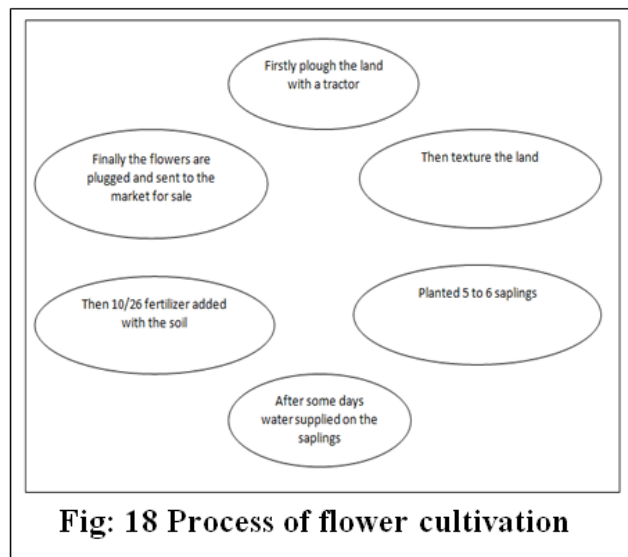 Firstly plough the land
with a tractor
Then texture the land
Planted 5 to 6 saplings
After some days
water supplied on the
saplings
Then 10/26 fertilizer added
with the soil
Finally the flowers are
plugged and sent to the
market for sale
Fig: 18 Process of flower cultivation